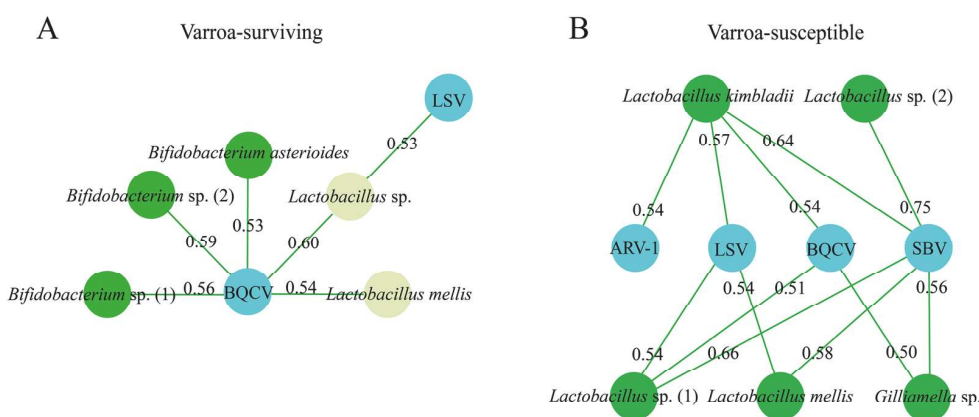 A
Varroa-surviving
LSV
0.53
Bifidobacterium asterioides
Bifidobacterium sp. (2)
Lactobacillus sp.
0.53
0.59
0.60
Bifidobacterium sp. (1)
0.56
BQCV
0.54
Lactobacillus mellis
B
Varroa-susceptible
Lactobacillus kimbladii
Lactobacillus sp. (2)
0.57
0.64
0.54
0.54
0.75
ARV-1
LSV
BQCV
SBV
0.54
0.51
0.56
0.54
0.66
0.58
0.50
Lactobacillus sp. (1)
Lactobacillus mellis
Gilliamella sp.